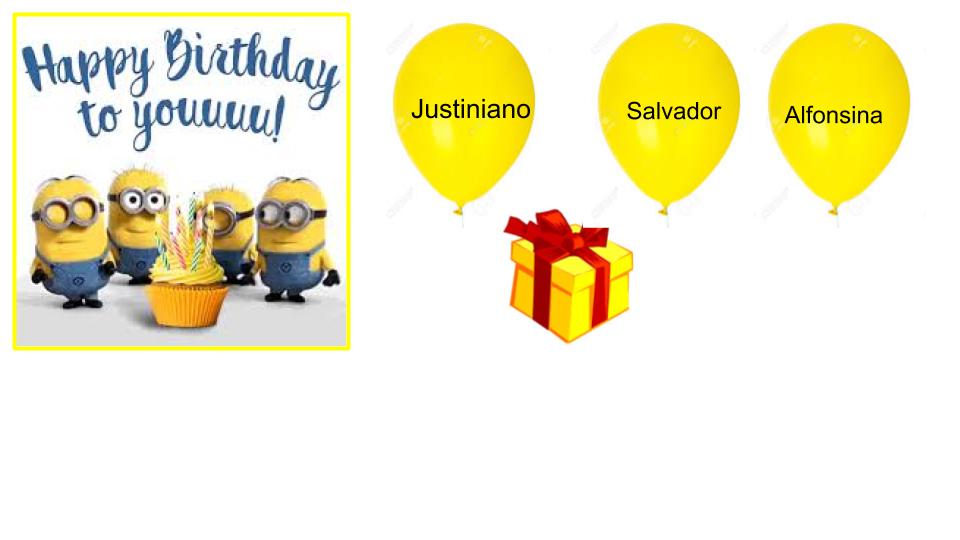 Happy Birthday
to youuuu!
Justiniano
Salvador
Alfonsina